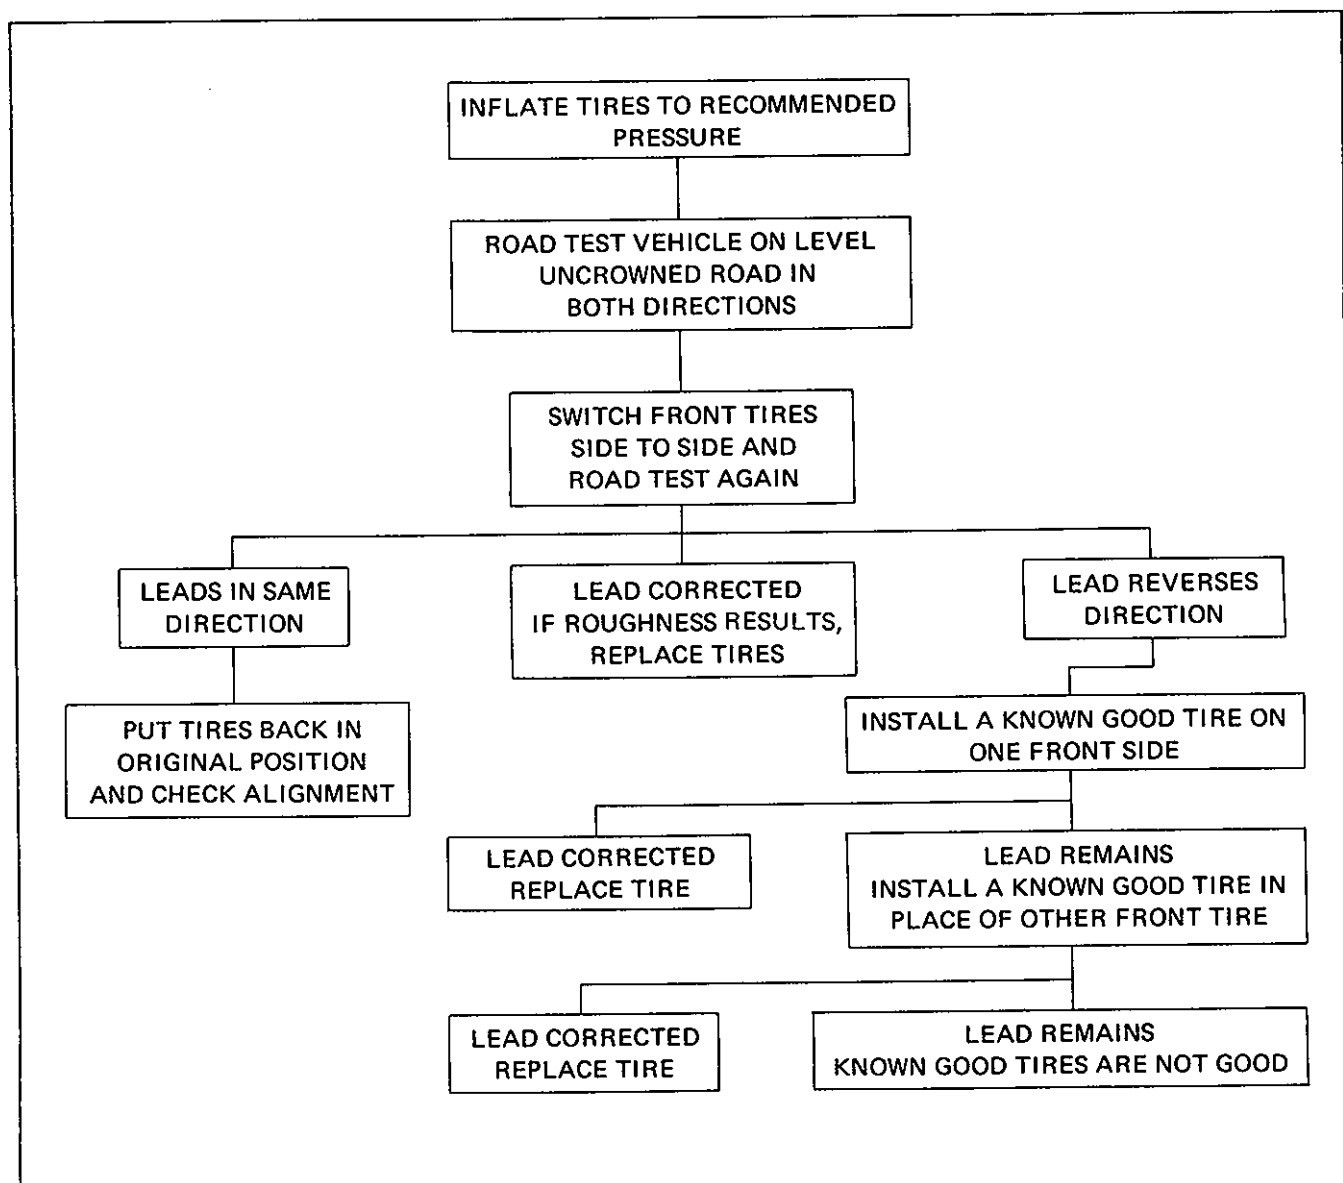 INFLATE TIRES TO RECOMMENDED
PRESSURE
ROAD TEST VEHICLE ON LEVEL
UNCROWNED ROAD IN
BOTH DIRECTIONS
SWITCH FRONT TIRES
SIDE TO SIDE AND
ROAD TEST AGAIN
LEADS IN SAME
DIRECTION
LEAD CORRECTED
IF ROUGHNESS RESULTS,
REPLACE TIRES
LEAD REVERSES
DIRECTION
PUT TIRES BACK IN
ORIGINAL POSITION
AND CHECK ALIGNMENT
INSTALL A KNOWN GOOD TIRE ON
ONE FRONT SIDE
LEAD CORRECTED
REPLACE TIRE
LEAD REMAINS
INSTALL A KNOWN GOOD TIRE IN
PLACE OF OTHER FRONT TIRE
LEAD CORRECTED
REPLACE TIRE
LEAD REMAINS
KNOWN GOOD TIRES ARE NOT GOOD